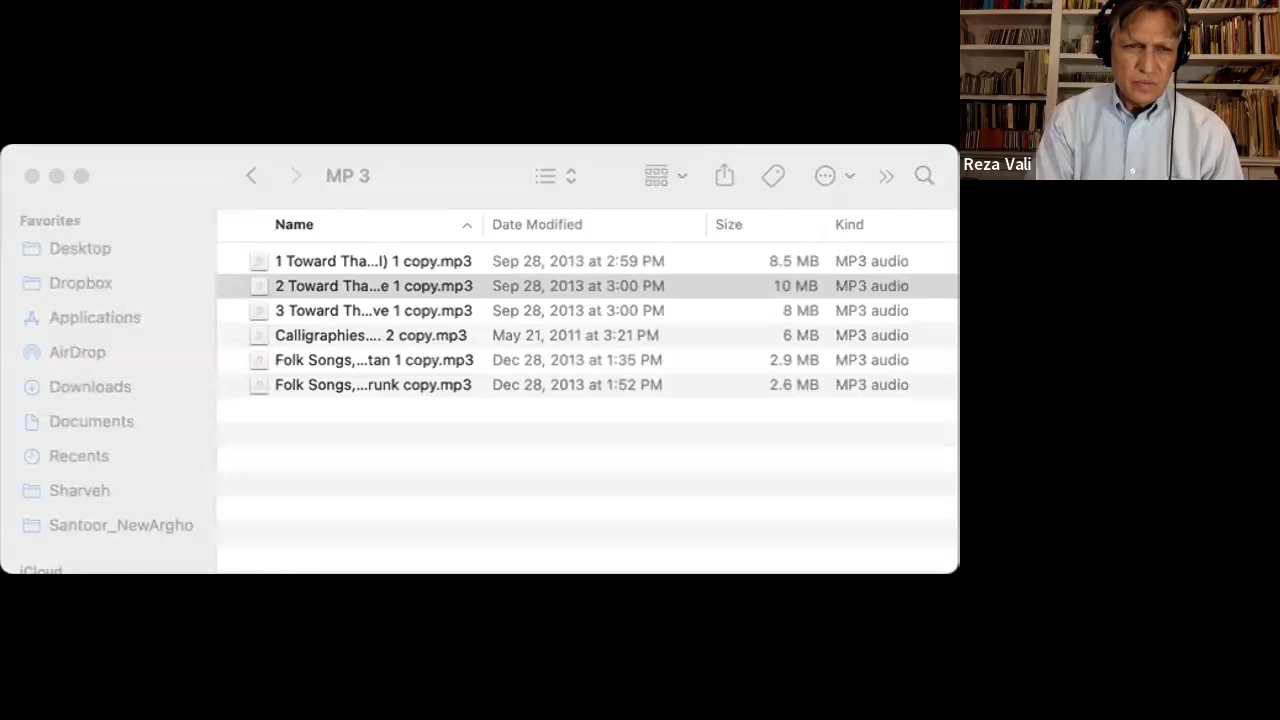 Reza Vali
MP 3
Favorites
Desktop
Dropbox
Applications
AirDrop
Downloads
Documents
Recents
Sharveh
Santoor_NewArgho
iCloud
Name Date Modified Size Kind
1 Toward Tha...l) 1 copy.mp3 Sep 28, 2013 at 2:59 PM 8.5 MB MP3 audio
2 Toward Tha...e 1 copy.mp3 Sep 28, 2013 at 3:00 PM 10 MB MP3 audio
3 Toward Th...ve 1 copy.mp3 Sep 28, 2013 at 3:00 PM 8 MB MP3 audio
Calligraphies.... 2 copy.mp3 May 21, 2011 at 3:21 PM 6 MB MP3 audio
Folk Songs,...tan 1 copy.mp3 Dec 28, 2013 at 1:35 PM 2.9 MB MP3 audio
Folk Songs,...runk copy.mp3 Dec 28, 2013 at 1:52 PM 2.6 MB MP3 audio